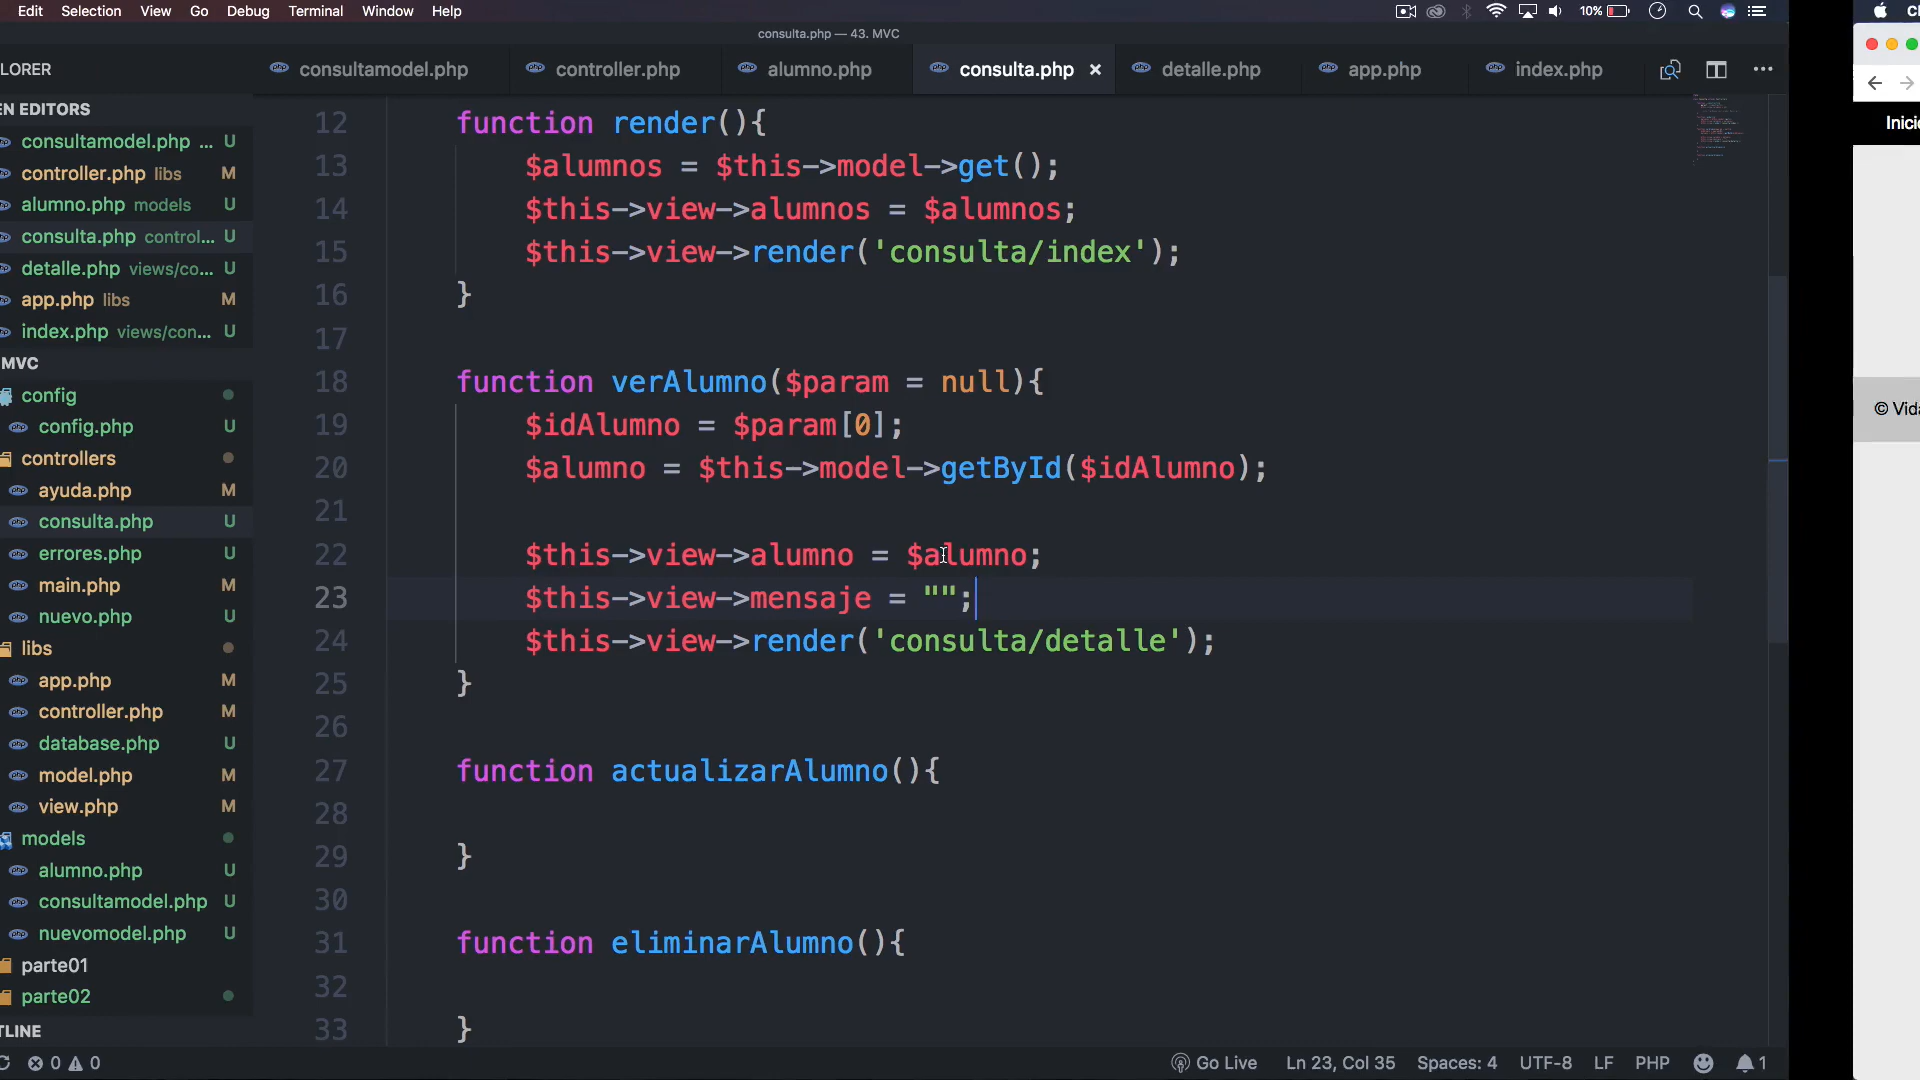 Edit Selection View Go Debug Terminal Window Help 10%
consulta.php — 43. MVC
LORER
consultamodel.php controller.php alumno.php consulta.php × detalle.php app.php index.php
EN EDITORS
consultamodel.php ... U
controller.php libs M
alumno.php models U
consulta.php control... U
detalle.php views/co... U
app.php libs M
index.php views/con... U
MVC
config
config.php U
controllers
ayuda.php M
consulta.php U
errores.php U
main.php M
nuevo.php U
libs
app.php M
controller.php M
database.php U
model.php M
view.php M
models
alumno.php U
consultamodel.php U
nuevomodel.php U
parte01
parte02
TLINE
12 function render(){
13 $alumnos = $this->model->get();
14 $this->view->alumnos = $alumnos;
15 $this->view->render('consulta/index');
16 }
17
18 function verAlumno($param = null){
19 $idAlumno = $param[0];
20 $alumno = $this->model->getById($idAlumno);
21
22 $this->view->alumno = $alumno;
23 $this->view->mensaje = "";
24 $this->view->render('consulta/detalle');
25 }
26
27 function actualizarAlumno(){
28
29 }
30
31 function eliminarAlumno(){
32
33 }
0 0 Go Live Ln 23, Col 35 Spaces: 4 UTF-8 LF PHP 1
Inicio
© Vida